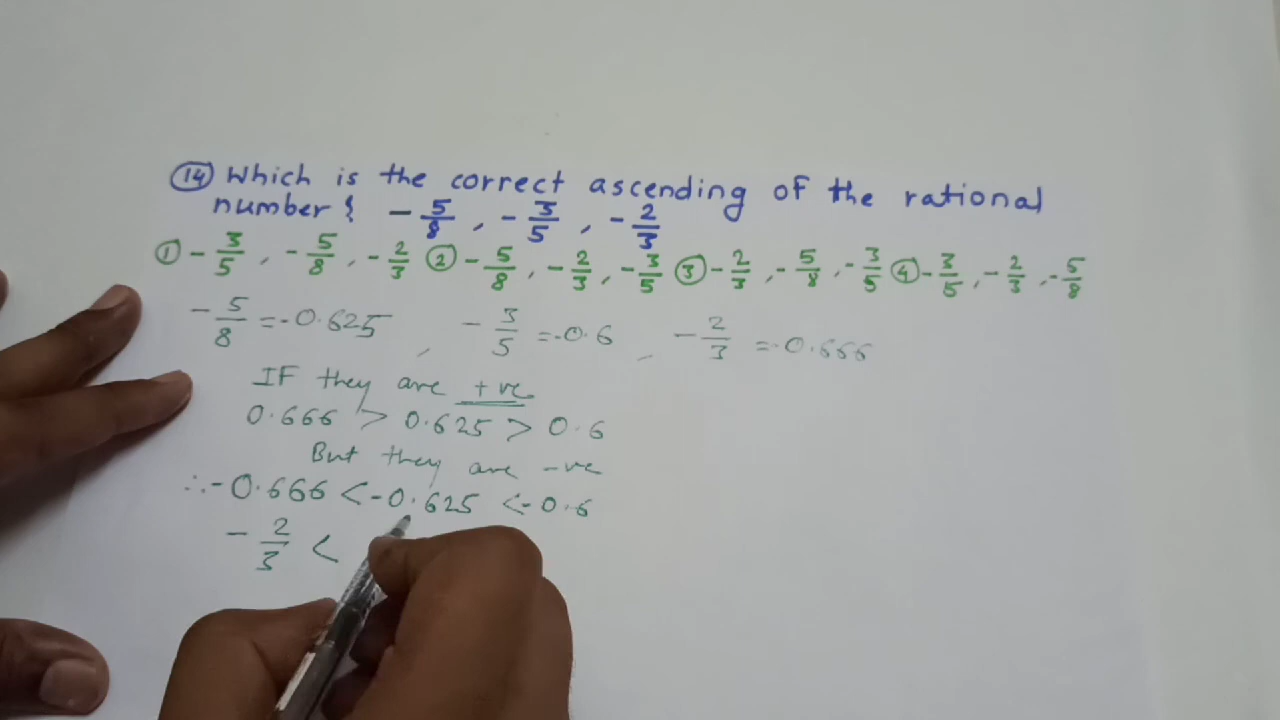 ⑭ Which is the correct ascending of the rational
number? -5/8 , -3/5 , -2/3
① -3/5 , -5/8 , -2/3 ② -5/8 , -2/3 , -3/5 ③ -2/3 , -5/8 , -3/5 ④ -3/5 , -2/3 , -5/8
-5/8 = -0.625 , -3/5 = -0.6 , -2/3 = -0.666
IF they are +ve
0.666 > 0.625 > 0.6
But they are -ve
∴ -0.666 < -0.625 < -0.6
-2/3 <